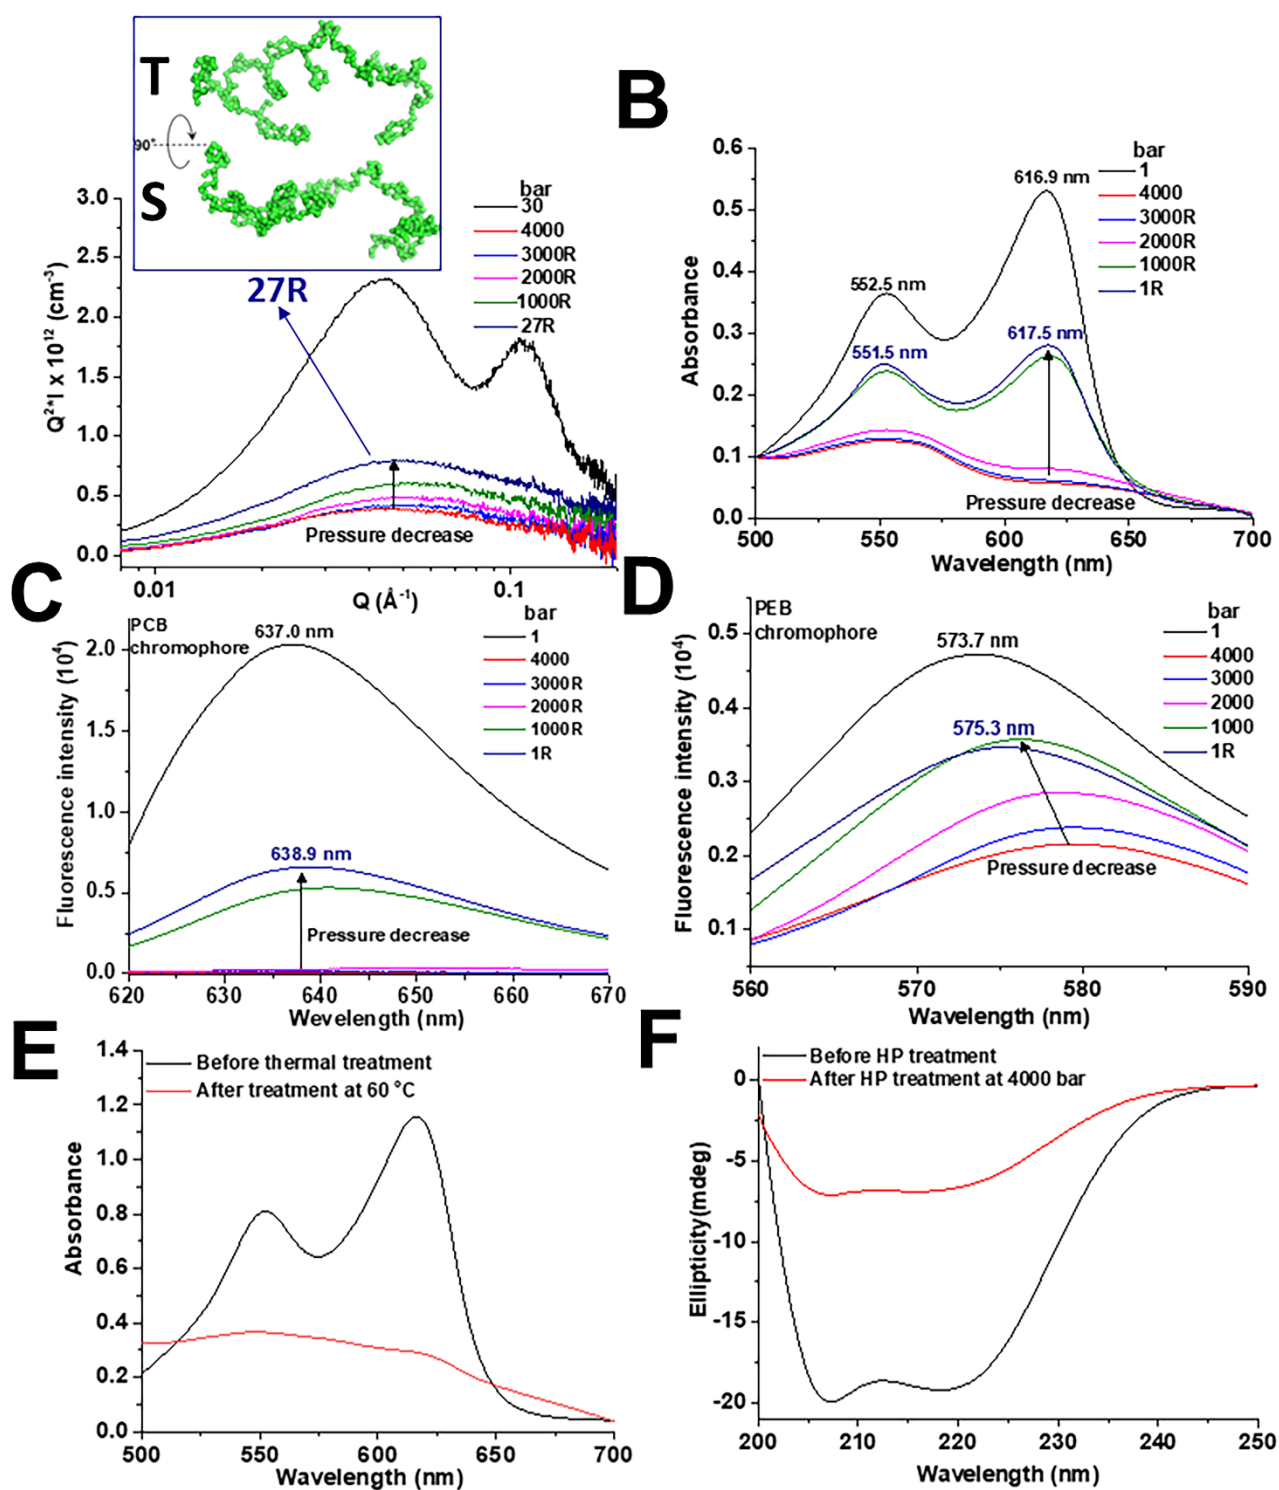 T
90°
S
3.0
2.5
2.0
1.5
1.0
0.5
0.0
Q²*I x 10¹² (cm⁻³)
bar
30
4000
3000R
2000R
1000R
27R
27R
Pressure decrease
0.01
0.1
Q (Å⁻¹)
B
0.6
0.5
0.4
0.3
0.2
0.1
0.0
Absorbance
616.9 nm
552.5 nm
617.5 nm
551.5 nm
bar
1
4000
3000R
2000R
1000R
1R
Pressure decrease
500
550
600
650
700
Wavelength (nm)
C
PCB
chromophore
637.0 nm
bar
1
4000
3000R
2000R
1000R
1R
2.0
1.5
1.0
0.5
0.0
Fluorescence intensity (10⁴)
638.9 nm
Pressure decrease
620
630
640
650
660
670
Wevelength (nm)
D
PEB
chromophore
573.7 nm
bar
1
4000
3000
2000
1000
1R
0.5
0.4
0.3
0.2
0.1
Fluorescence intensity (10⁴)
575.3 nm
Pressure decrease
560
570
580
590
Wavelength (nm)
E
Before thermal treatment
After treatment at 60 °C
1.4
1.2
1.0
0.8
0.6
0.4
0.2
0.0
Absorbance
500
550
600
650
700
Wavelength (nm)
F
Before HP treatment
After HP treatment at 4000 bar
0
-5
-10
-15
-20
Ellipticity(mdeg)
200
210
220
230
240
250
Wavelength (nm)